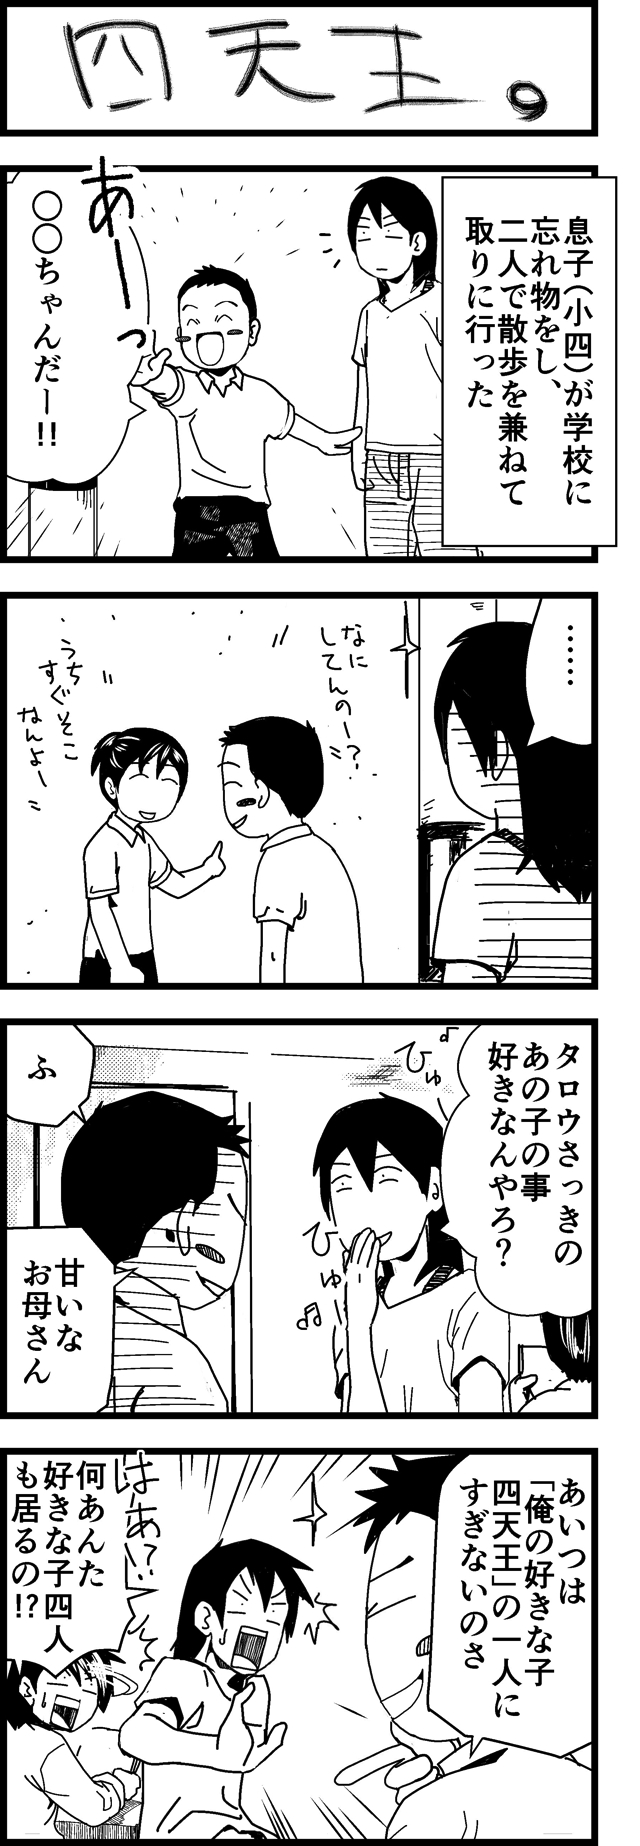 四天王。
息子(小四)が学校に
忘れ物をし、
二人で散歩を兼ねて
取りに行った
あーっ
〇〇ちゃんだー!!
……
なに
してんのー?
うち
すぐそこ
なんよー
タロウさっきの
あの子の事
好きなんやろ?
ひゅー
ひゅー
ふ
甘いな
お母さん
あいつは
「俺の好きな子
四天王」の一人に
すぎないのさ
はあ!?
何あんた
好きな子四人
も居るの!?